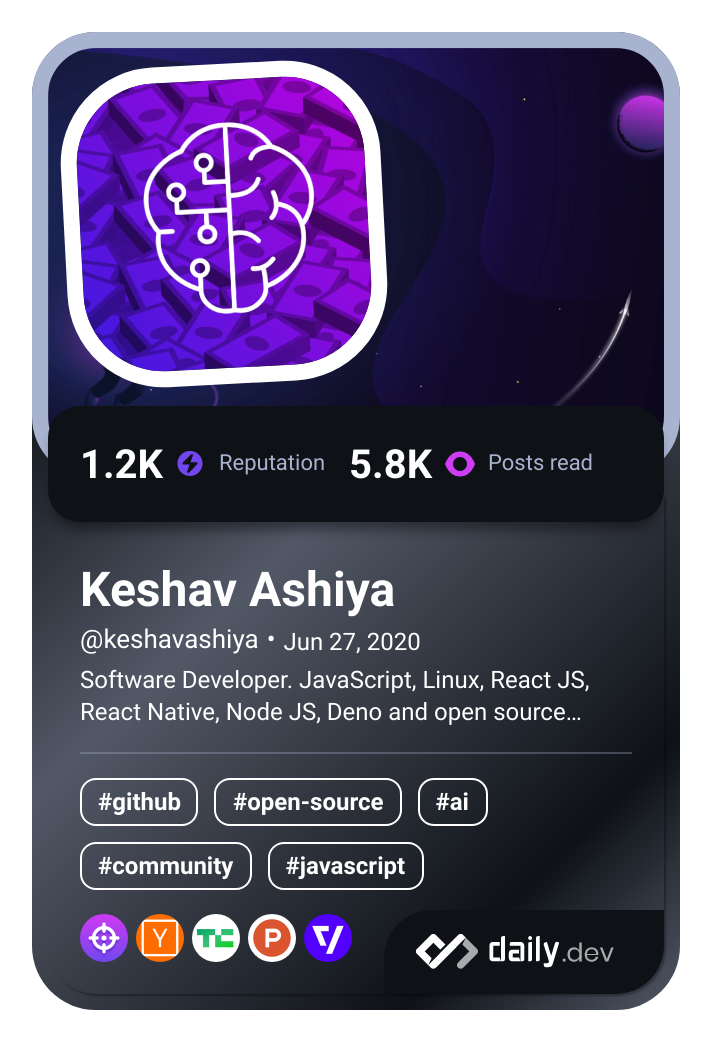 1.2K Reputation 5.8K Posts read
Keshav Ashiya
@keshavashiya • Jun 27, 2020
Software Developer. JavaScript, Linux, React JS,
React Native, Node JS, Deno and open source…
#github #open-source #ai
#community #javascript
Y TC P
daily.dev